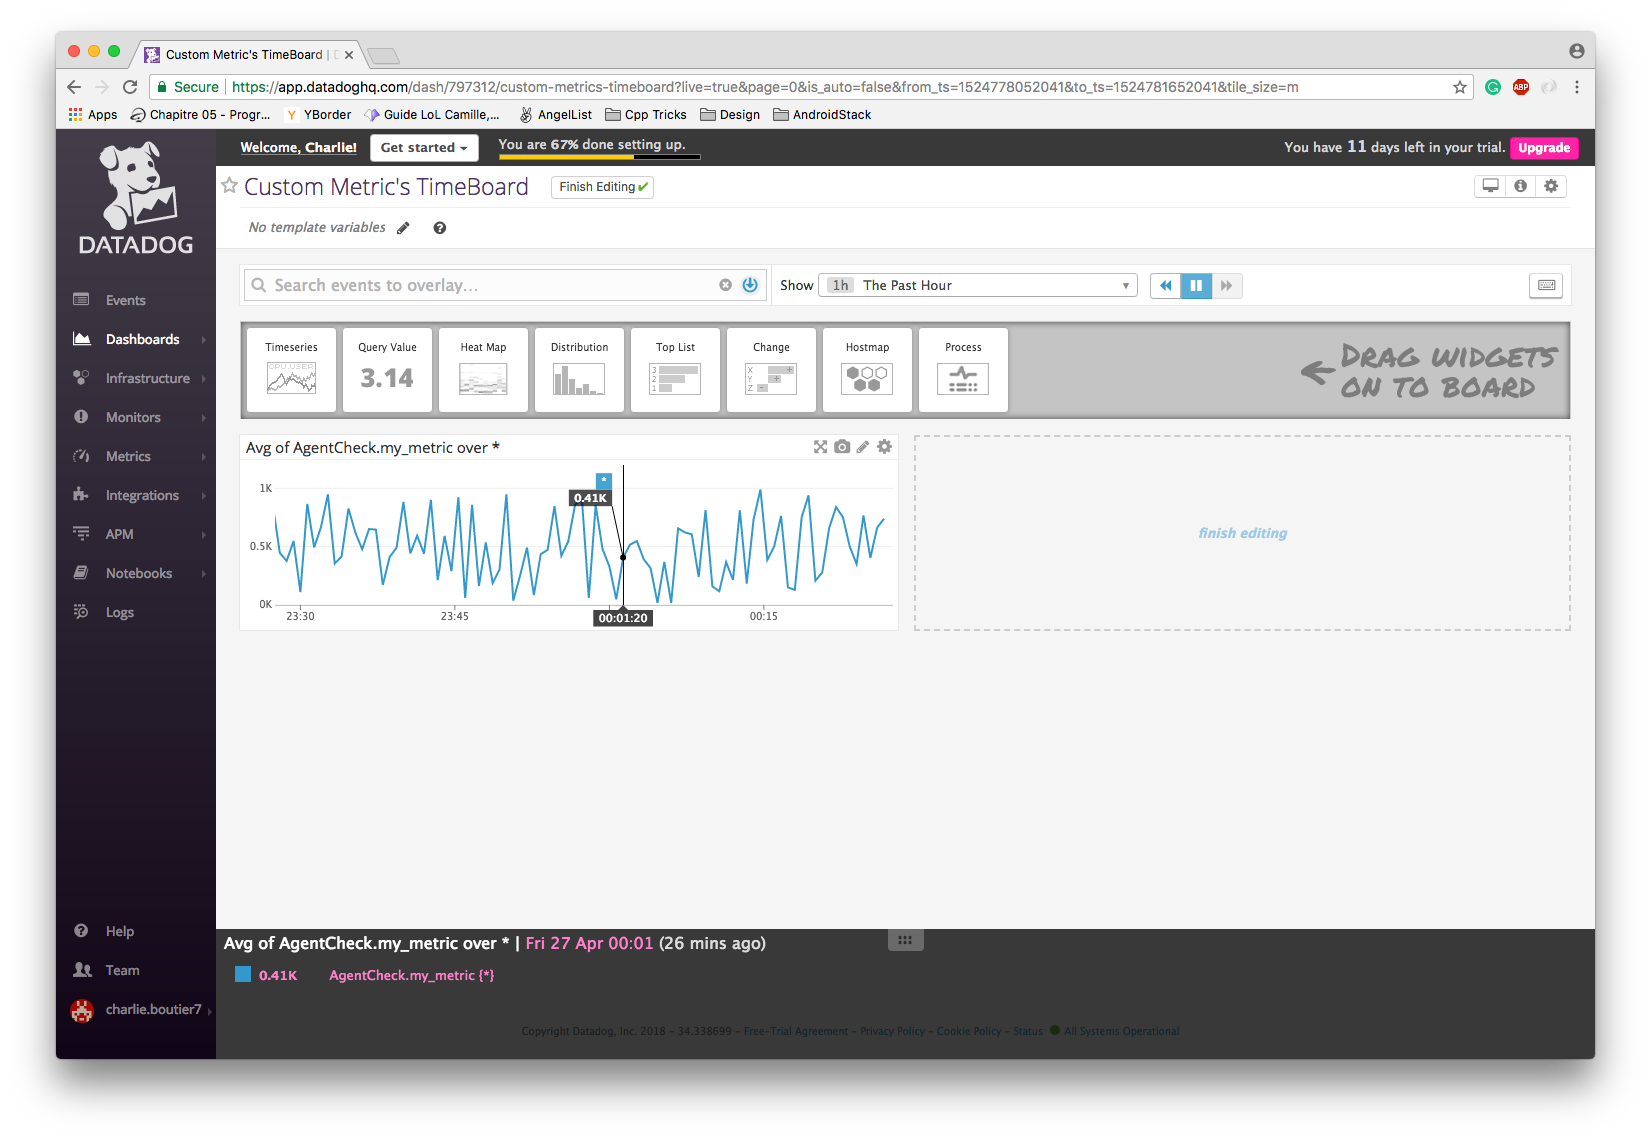 Custom Metric's TimeBoard | D
Secure https://app.datadoghq.com/dash/797312/custom-metrics-timeboard?live=true&page=0&is_auto=false&from_ts=1524778052041&to_ts=1524781652041&tile_size=m
ABP
Apps Chapitre 05 - Progr... Y YBorder Guide LoL Camille,... AngelList Cpp Tricks Design AndroidStack
Welcome, Charlie! Get started You are 67% done setting up. You have 11 days left in your trial. Upgrade
DATADOG
Events
Dashboards
Infrastructure
Monitors
Metrics
Integrations
APM
Notebooks
Logs
Help
Team
charlie.boutier7
Custom Metric's TimeBoard Finish Editing
No template variables
Search events to overlay... Show 1h The Past Hour
Timeseries Query Value Heat Map Distribution Top List Change Hostmap Process
CPU.USER
3.14
3
2
1
X
Y
Z
DRAG WIDGETS
ON TO BOARD
Avg of AgentCheck.my_metric over *
*
0.41K
1K
0.5K
0K
23:30 23:45 00:01:20 00:15
finish editing
Avg of AgentCheck.my_metric over * | Fri 27 Apr 00:01 (26 mins ago)
0.41K AgentCheck.my_metric {*}
Copyright Datadog, Inc. 2018 - 34.338699 - Free-Trial Agreement - Privacy Policy - Cookie Policy - Status All Systems Operational